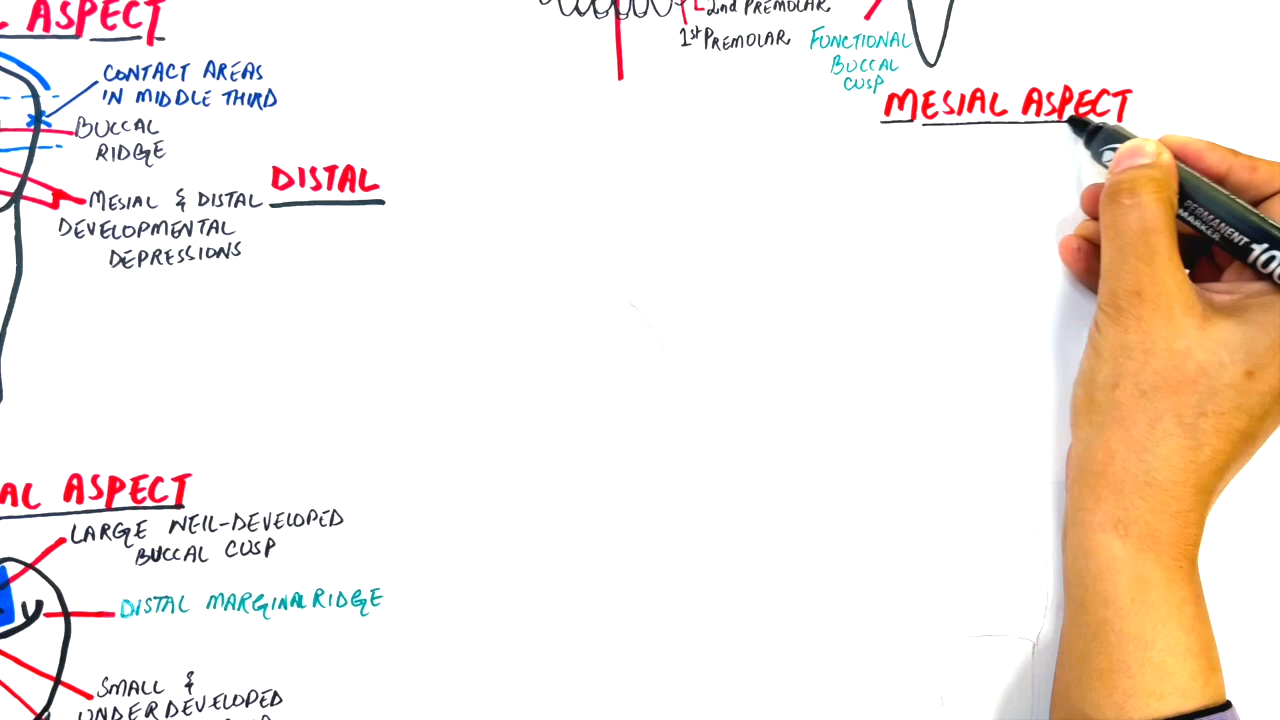 ASPECT
CONTACT AREAS
IN MIDDLE THIRD
BUCCAL
RIDGE
MESIAL & DISTAL
DEVELOPMENTAL
DEPRESSIONS
DISTAL
2nd PREMOLAR
1st PREMOLAR
FUNCTIONAL
BUCCAL
CUSP
MESIAL ASPECT
PERMANENT
MARKER
100
AL ASPECT
LARGE WELL-DEVELOPED
BUCCAL CUSP
DISTAL MARGINAL RIDGE
SMALL &
UNDERDEVELOPED